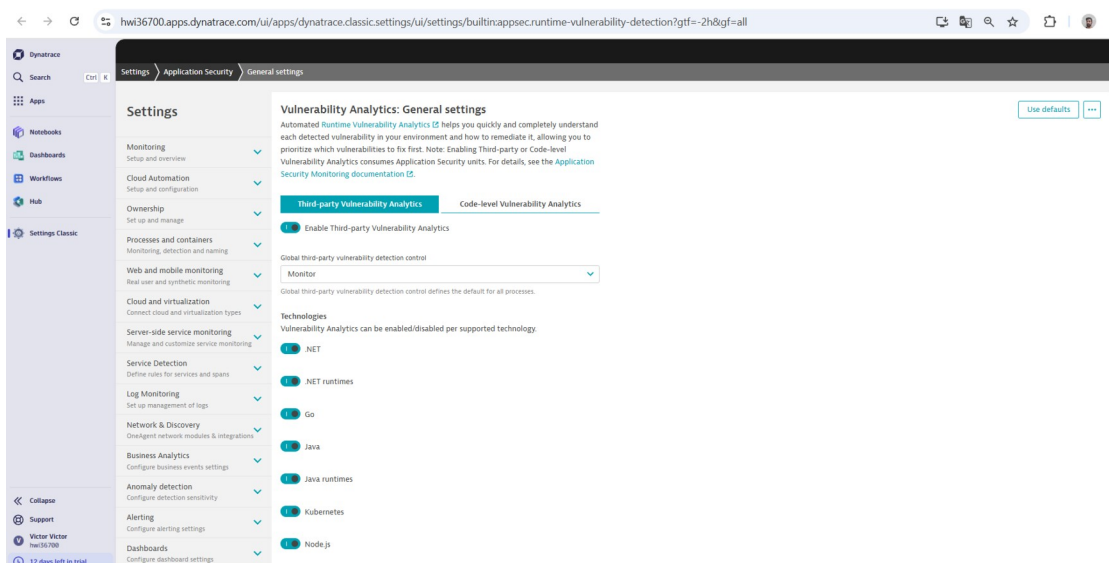 hwi36700.apps.dynatrace.com/ui/apps/dynatrace.classic.settings/ui/settings/builtin:appsec.runtime-vulnerability-detection?gtf=-2h&gf=all
Dynatrace
Search Ctrl K
Apps
Notebooks
Dashboards
Workflows
Hub
Settings Classic
Collapse
Support
V
Victor Victor
hwi36700
12 days left in trial
Settings Application Security General settings
Settings
Monitoring
Setup and overview
Cloud Automation
Setup and configuration
Ownership
Set up and manage
Processes and containers
Monitoring, detection and naming
Web and mobile monitoring
Real user and synthetic monitoring
Cloud and virtualization
Connect cloud and virtualization types
Server-side service monitoring
Manage and customize service monitoring
Service Detection
Define rules for services and spans
Log Monitoring
Set up management of logs
Network & Discovery
OneAgent network modules & integrations
Business Analytics
Configure business events settings
Anomaly detection
Configure detection sensitivity
Alerting
Configure alerting settings
Dashboards
Configure dashboard settings
Vulnerability Analytics: General settings
Use defaults ...
Automated Runtime Vulnerability Analytics helps you quickly and completely understand
each detected vulnerability in your environment and how to remediate it, allowing you to
prioritize which vulnerabilities to fix first. Note: Enabling Third-party or Code-level
Vulnerability Analytics consumes Application Security units. For details, see the Application
Security Monitoring documentation.
Third-party Vulnerability Analytics Code-level Vulnerability Analytics
Enable Third-party Vulnerability Analytics
Global third-party vulnerability detection control
Monitor
Global third-party vulnerability detection control defines the default for all processes.
Technologies
Vulnerability Analytics can be enabled/disabled per supported technology.
.NET
.NET runtimes
Go
Java
Java runtimes
Kubernetes
Node.js